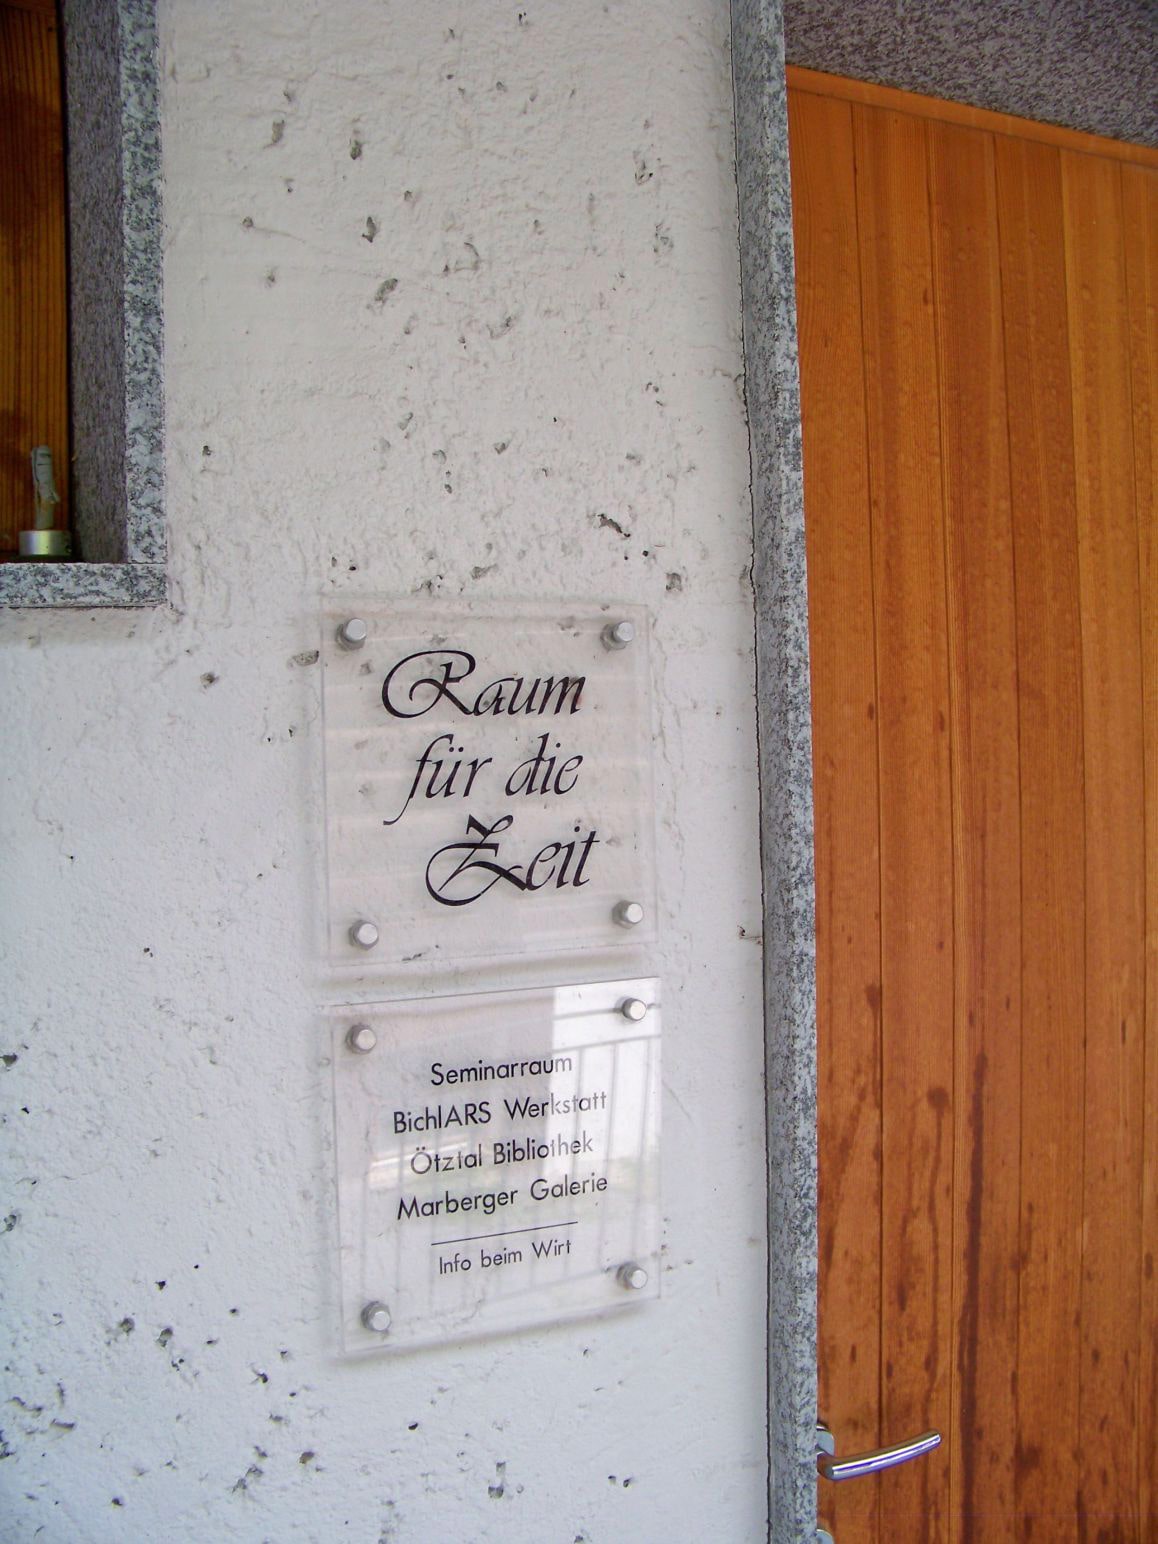 Raum
für die
Zeit
Seminarraum
BichlARS Werkstatt
Ötztal Bibliothek
Marberger Galerie
Info beim Wirt